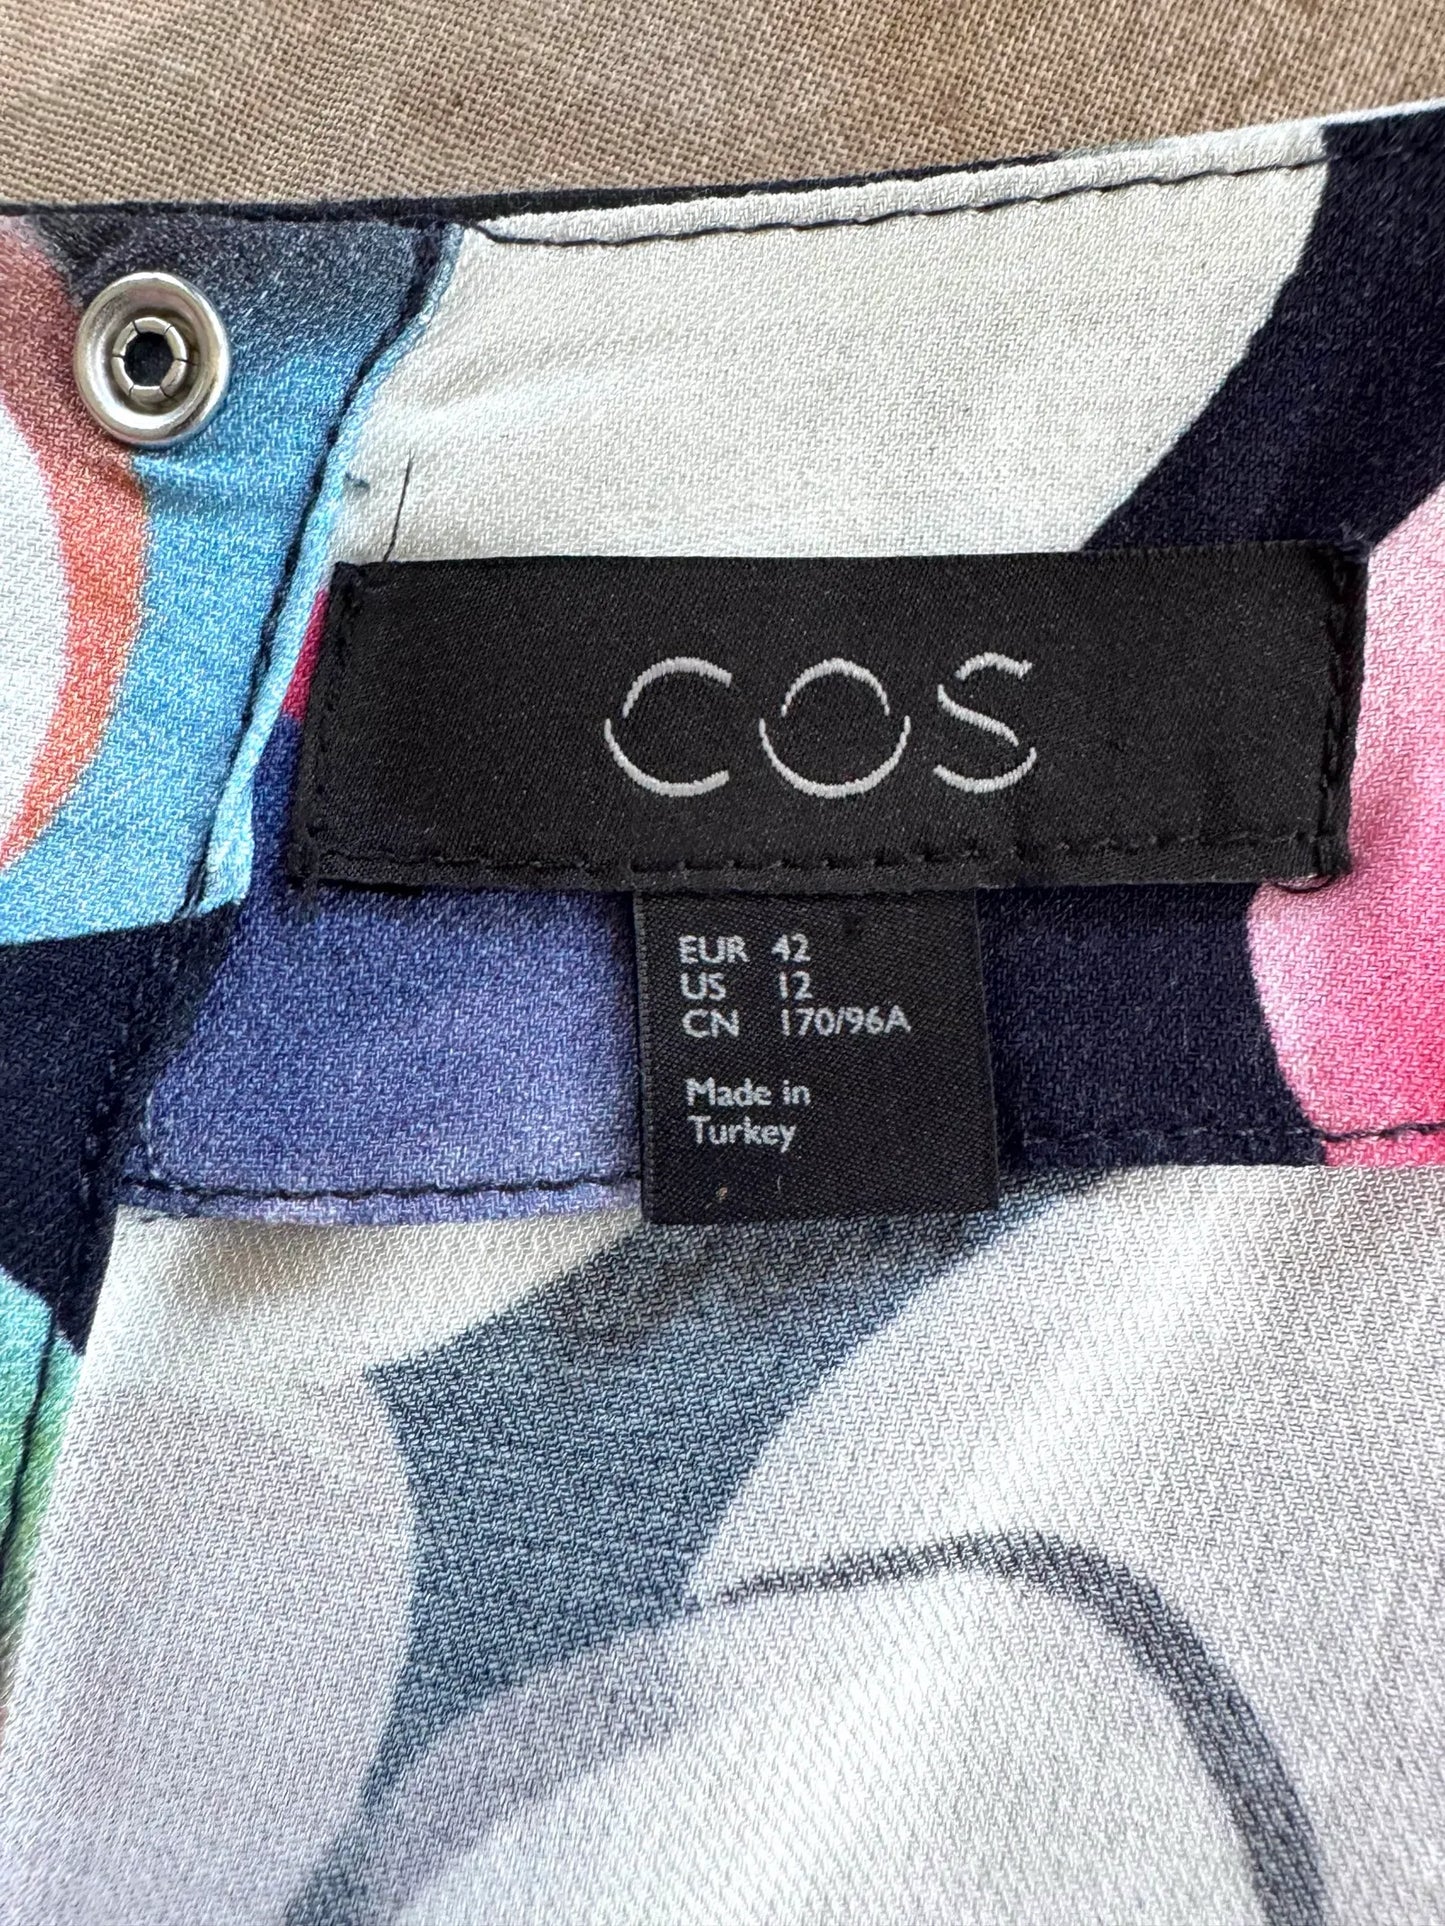 COS
EUR 42
US 12
CN 170/96A
Made in
Turkey